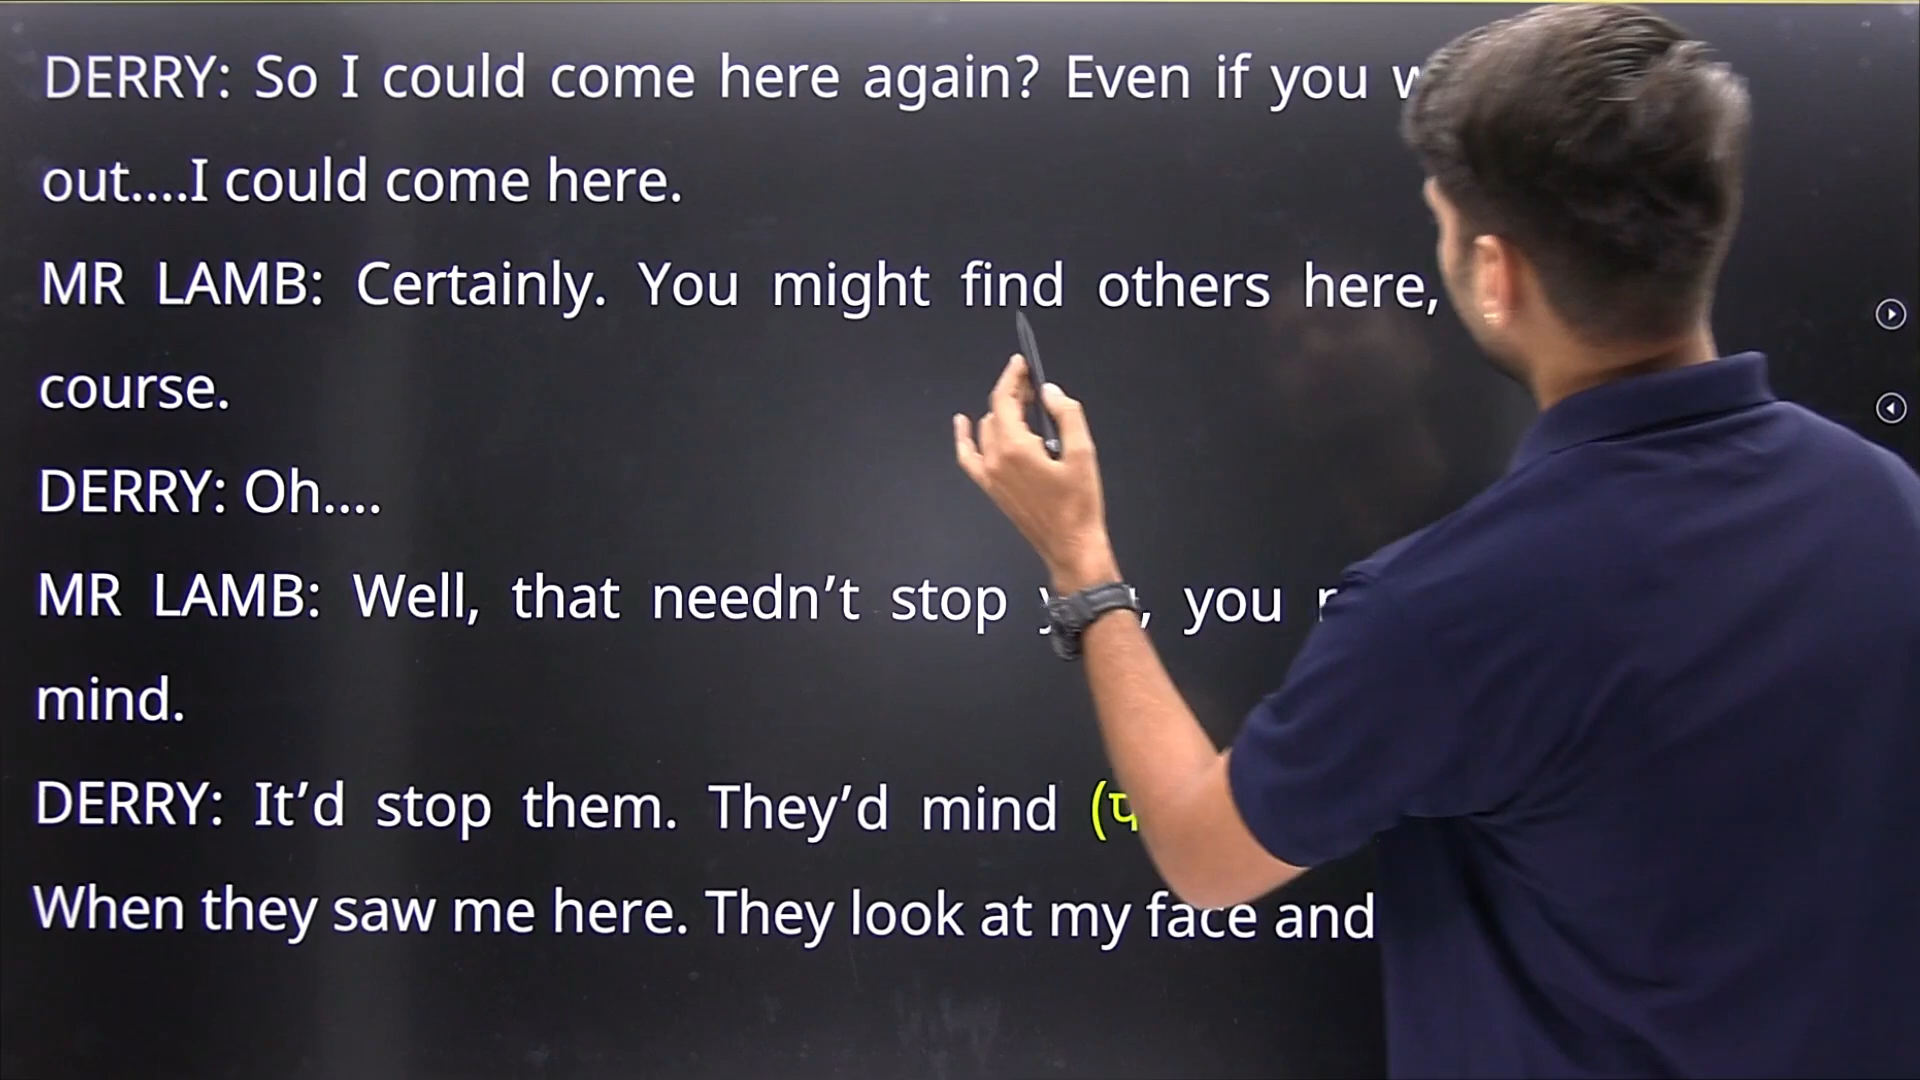 DERRY: So I could come here again? Even if you
out....I could come here.
MR LAMB: Certainly. You might find others here,
course.
DERRY: Oh....
MR LAMB: Well, that needn’t stop you, you
mind.
DERRY: It’d stop them. They’d mind
When they saw me here. They look at my face and